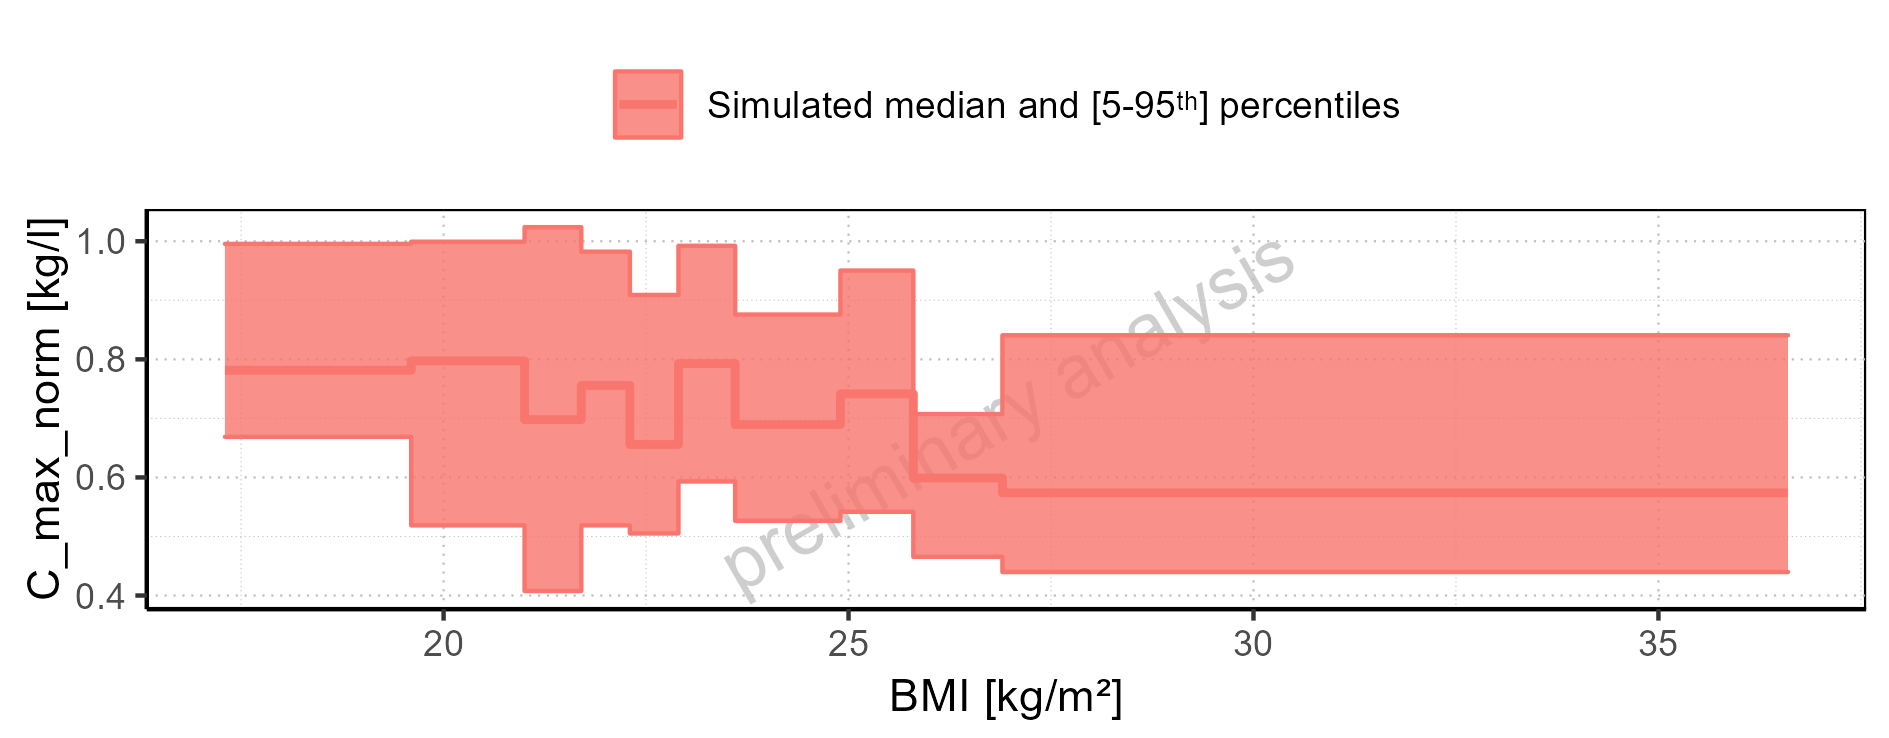 Simulated median and [5-95ᵗʰ] percentiles
C_max_norm [kg/l]
1.0
0.8
0.6
0.4
preliminary analysis
20 25 30 35
BMI [kg/m²]